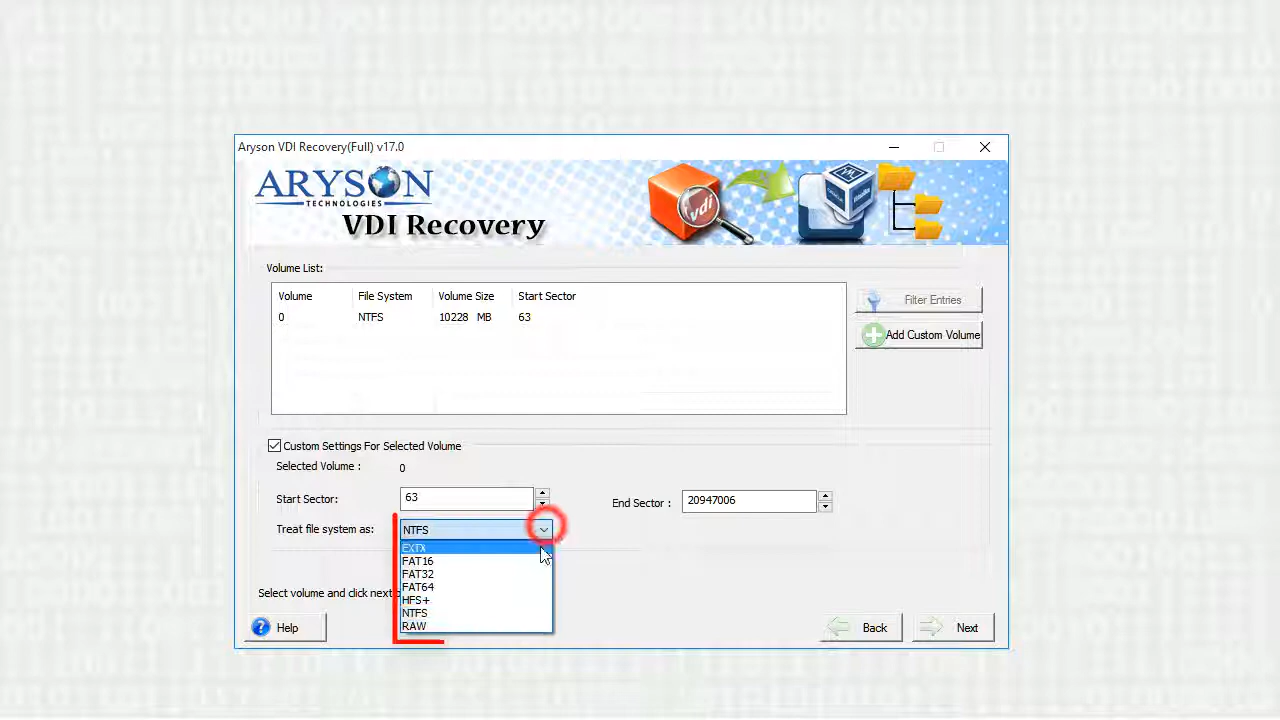 Aryson VDI Recovery(Full) v17.0
ARYSON
TECHNOLOGIES
VDI Recovery
vdi
Volume List:
Volume File System Volume Size Start Sector
0 NTFS 10228 MB 63
Filter Entries
Add Custom Volume
Custom Settings For Selected Volume
Selected Volume : 0
Start Sector: 63 End Sector : 20947006
Treat file system as: NTFS
EXTX
FAT16
FAT32
FAT64
HFS+
NTFS
RAW
Select volume and click next
Help Back Next